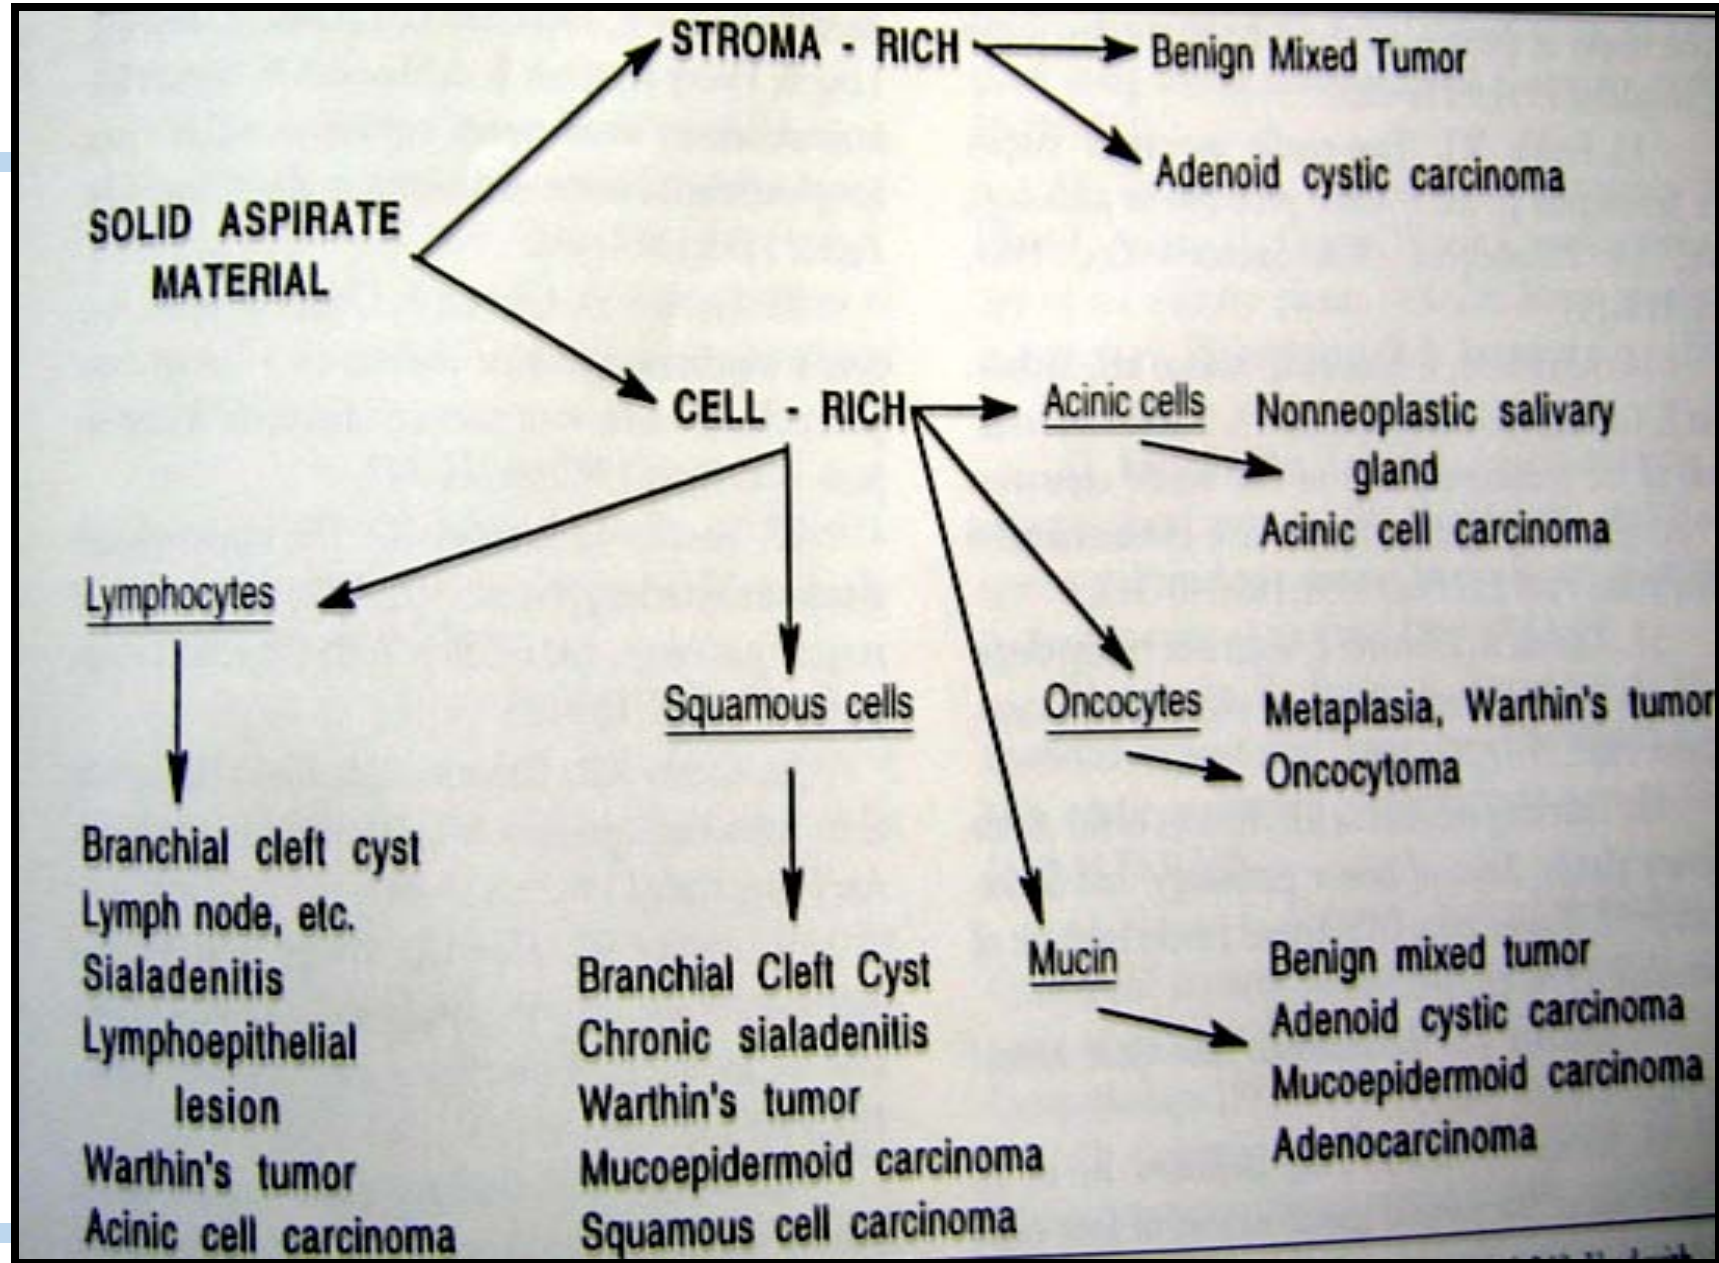 STROMA - RICH
Benign Mixed Tumor
Adenoid cystic carcinoma
SOLID ASPIRATE
MATERIAL
CELL - RICH
Acinic cells
Nonneoplastic salivary
gland
Acinic cell carcinoma
Lymphocytes
Branchial cleft cyst
Lymph node, etc.
Sialadenitis
Lymphoepithelial
lesion
Warthin's tumor
Acinic cell carcinoma
Squamous cells
Branchial Cleft Cyst
Chronic sialadenitis
Warthin's tumor
Mucoepidermoid carcinoma
Squamous cell carcinoma
Oncocytes
Metaplasia, Warthin's tumor
Oncocytoma
Mucin
Benign mixed tumor
Adenoid cystic carcinoma
Mucoepidermoid carcinoma
Adenocarcinoma